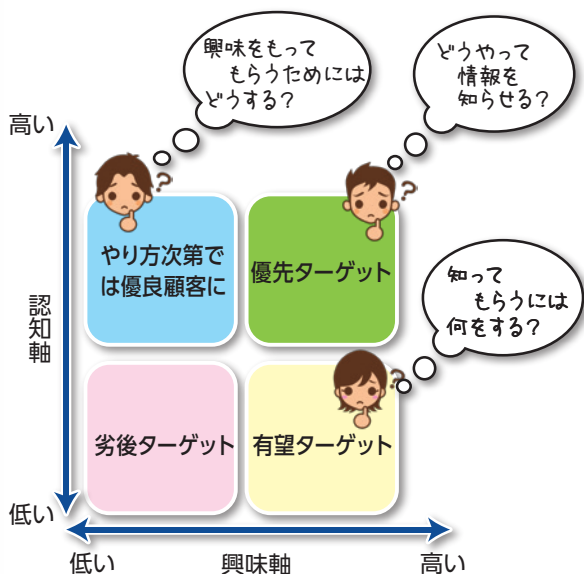 興味をもって
もらうためには
どうする?
どうやって
情報を
知らせる?
高い
?
?
やり方次第で
は優良顧客に
優先ターゲット
知って
もらうには
何をする?
認知軸
?
劣後ターゲット
有望ターゲット
低い
低い
興味軸
高い